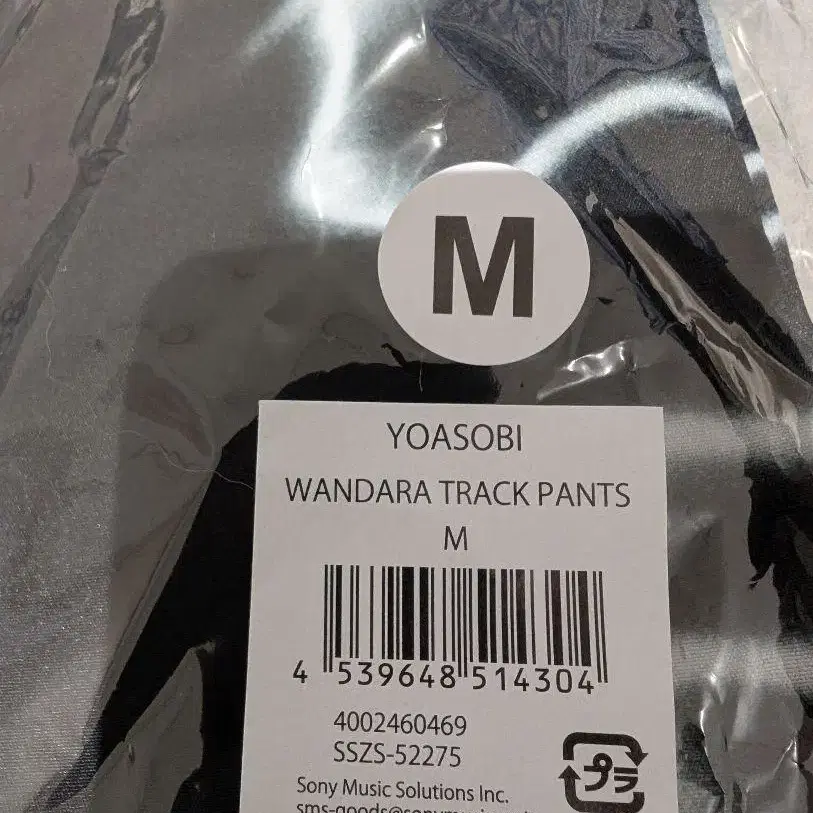 M
YOASOBI
WANDARA TRACK PANTS
M
4 539648 514304
4002460469
SSZS-52275
プラ
Sony Music Solutions Inc.